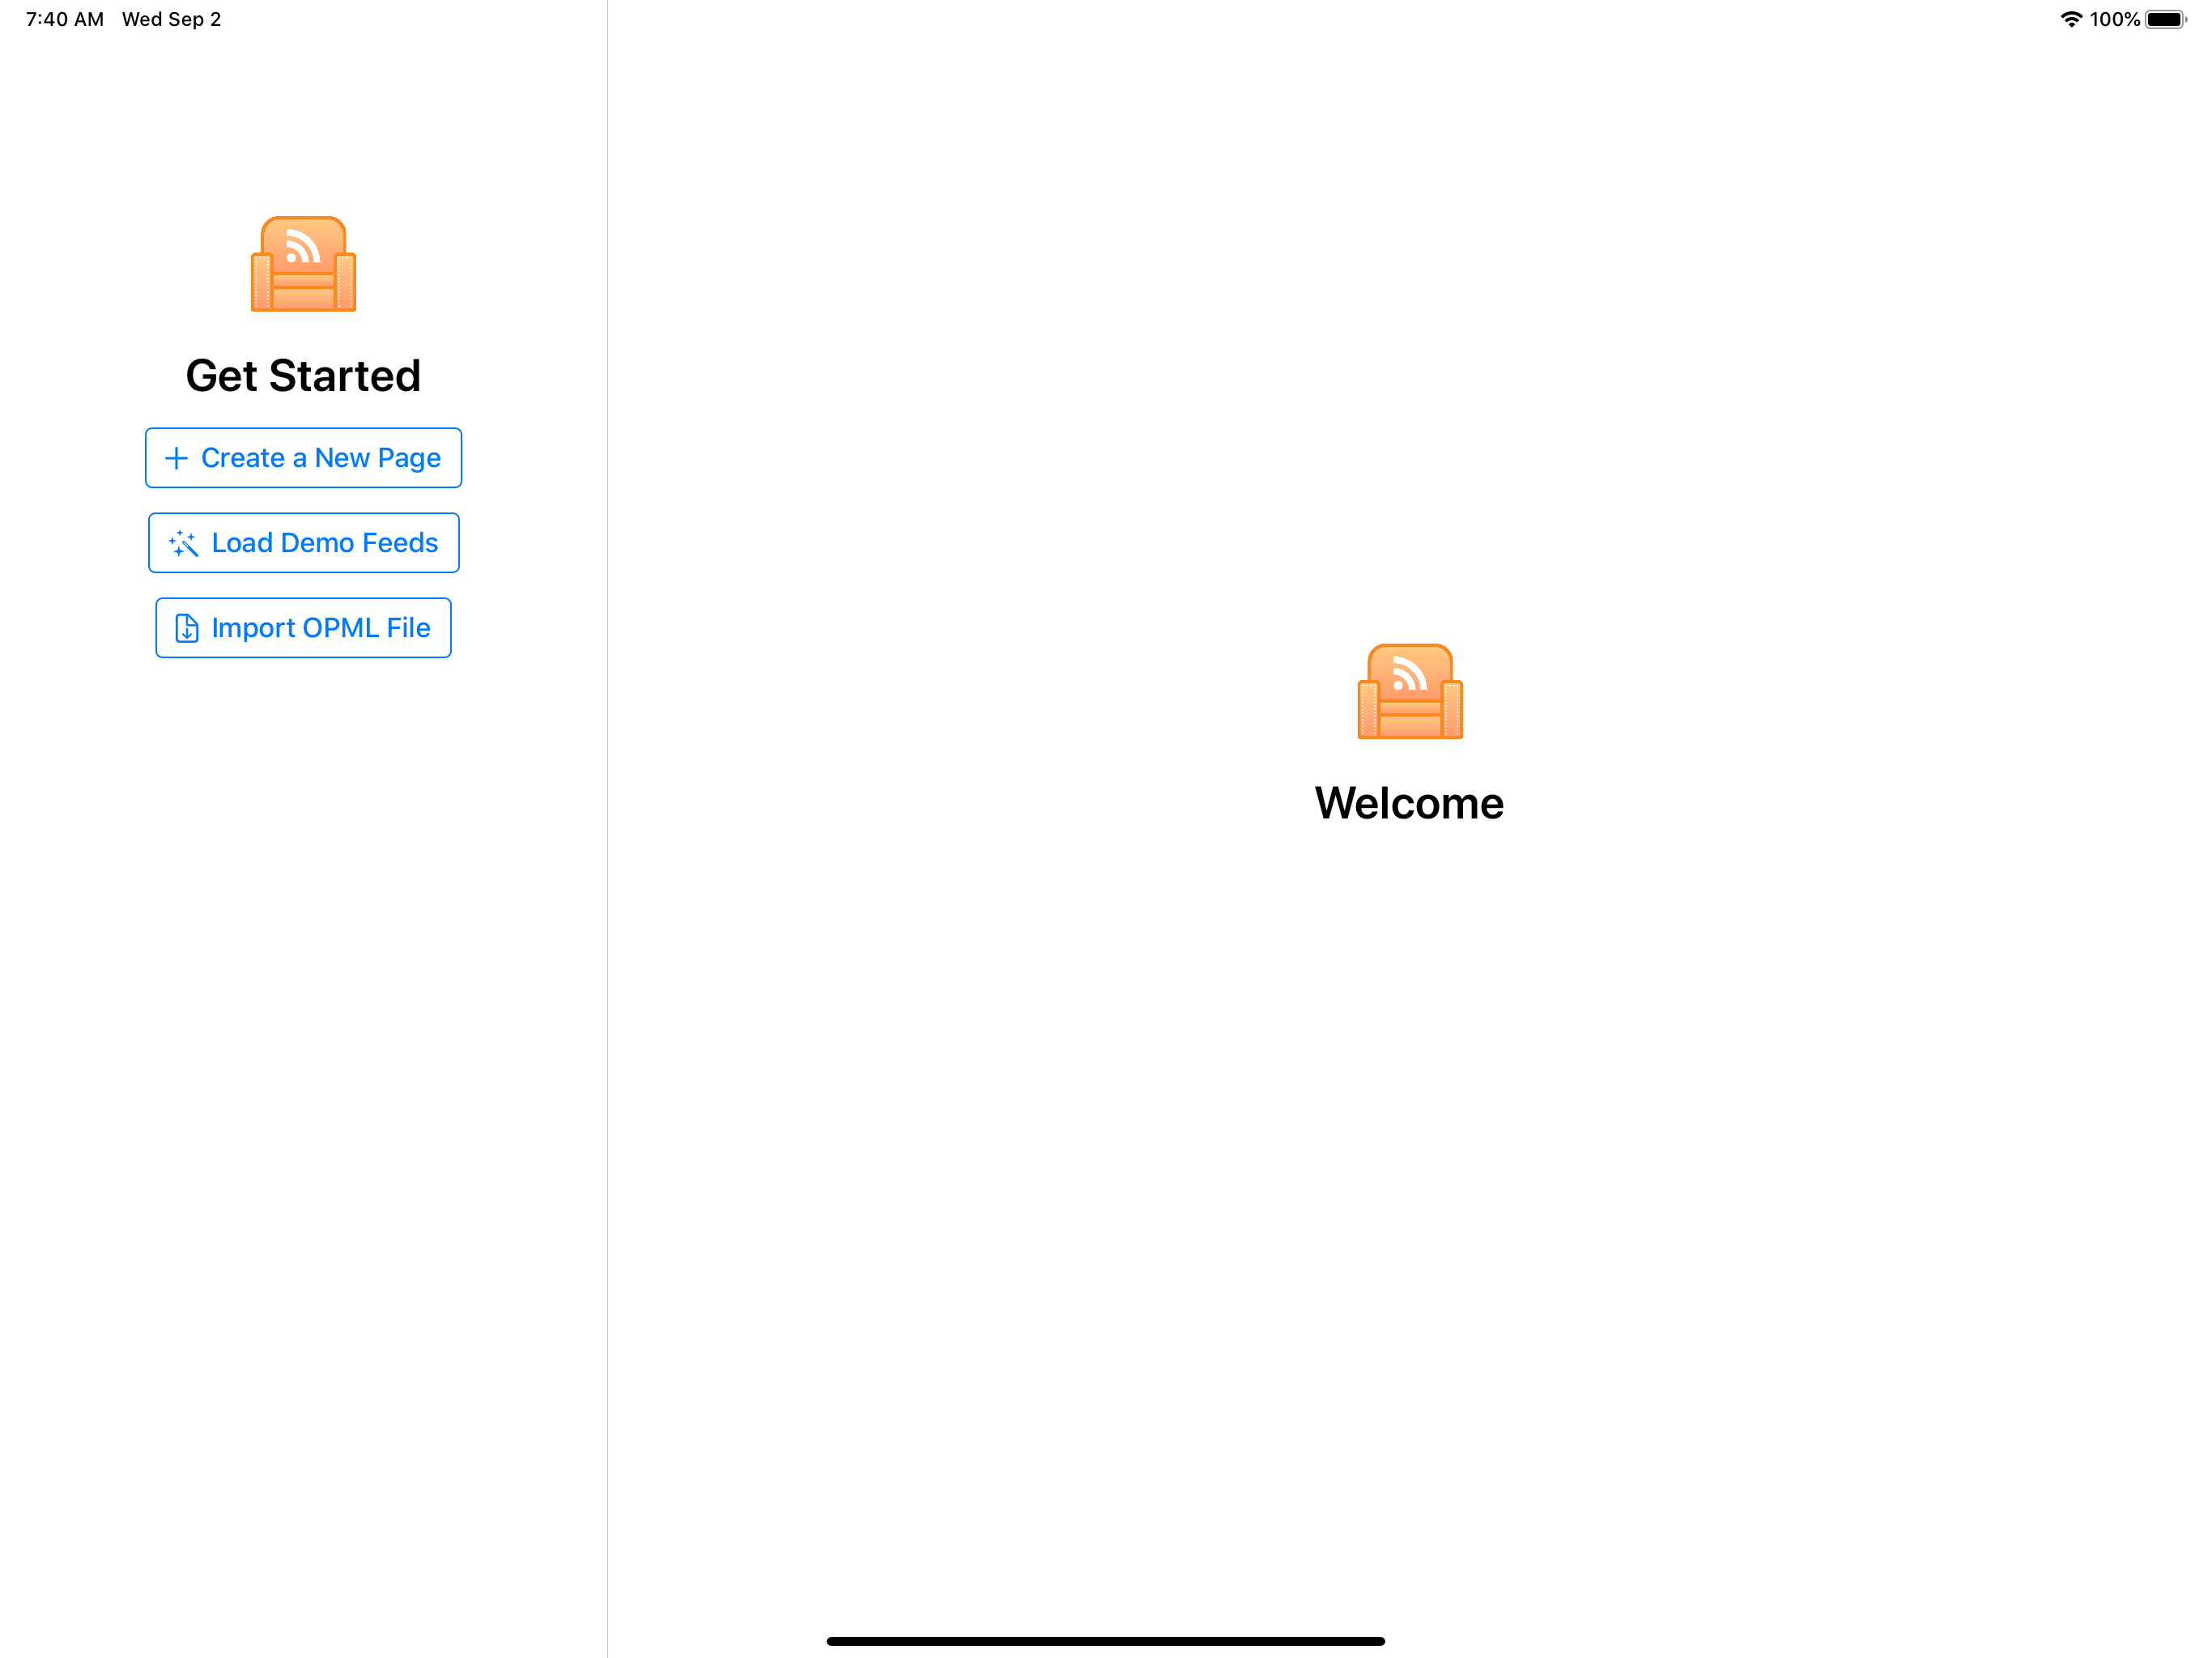 7:40 AM Wed Sep 2
100%
Get Started
Create a New Page
Load Demo Feeds
Import OPML File
Welcome